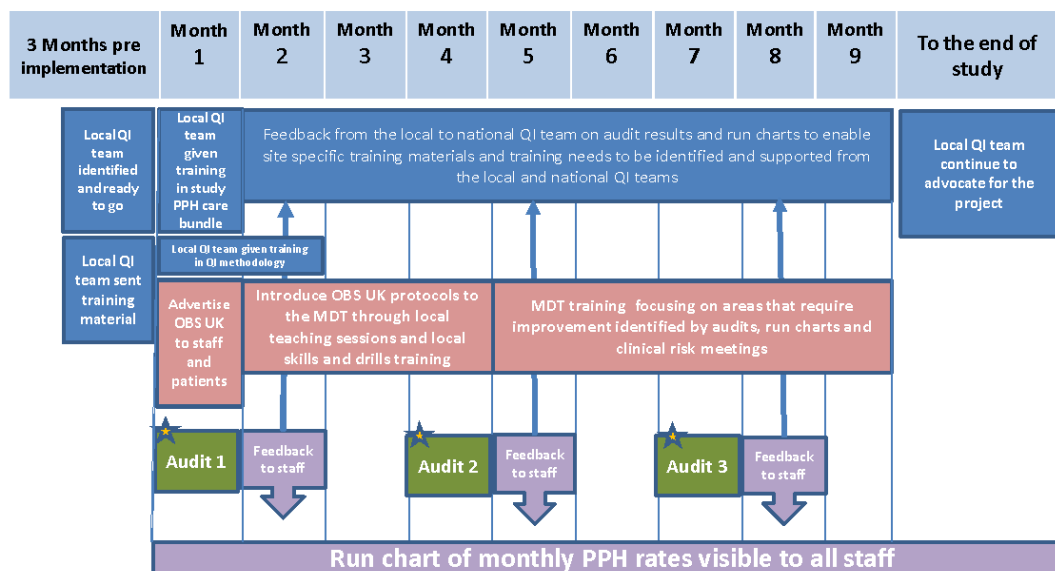 3 Months pre
implementation
Month
1
Month
2
Month
3
Month
4
Month
5
Month
6
Month
7
Month
8
Month
9
To the end of
study
Local QI
team
identified
and ready
to go
Local QI
team
given
training
in study
PPH care
bundle
Feedback from the local to national QI team on audit results and run charts to enable
site specific training materials and training needs to be identified and supported from
the local and national QI teams
Local QI team
continue to
advocate for the
project
Local QI
team sent
training
material
Local QI team given training
in QI methodology
Advertise
OBS UK
to staff
and
patients
Introduce OBS UK protocols to
the MDT through local
teaching sessions and local
skills and drills training
MDT training focusing on areas that require
improvement identified by audits, run charts and
clinical risk meetings
Audit 1
Feedback
to staff
Audit 2
Feedback
to staff
Audit 3
Feedback
to staff
Run chart of monthly PPH rates visible to all staff